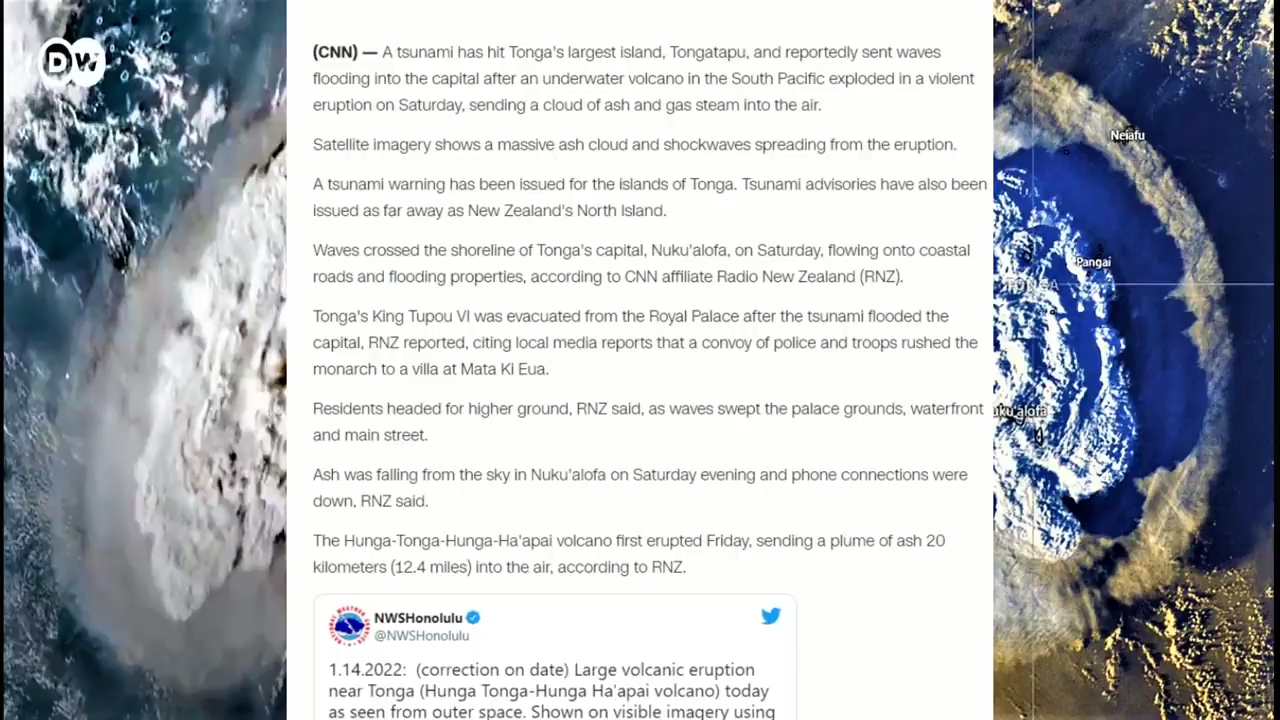 DW
(CNN) — A tsunami has hit Tonga's largest island, Tongatapu, and reportedly sent waves
flooding into the capital after an underwater volcano in the South Pacific exploded in a violent
eruption on Saturday, sending a cloud of ash and gas steam into the air.
Satellite imagery shows a massive ash cloud and shockwaves spreading from the eruption.
A tsunami warning has been issued for the islands of Tonga. Tsunami advisories have also been
issued as far away as New Zealand's North Island.
Waves crossed the shoreline of Tonga's capital, Nuku'alofa, on Saturday, flowing onto coastal
roads and flooding properties, according to CNN affiliate Radio New Zealand (RNZ).
Tonga's King Tupou VI was evacuated from the Royal Palace after the tsunami flooded the
capital, RNZ reported, citing local media reports that a convoy of police and troops rushed the
monarch to a villa at Mata Ki Eua.
Residents headed for higher ground, RNZ said, as waves swept the palace grounds, waterfront
and main street.
Ash was falling from the sky in Nuku'alofa on Saturday evening and phone connections were
down, RNZ said.
The Hunga-Tonga-Hunga-Ha'apai volcano first erupted Friday, sending a plume of ash 20
kilometers (12.4 miles) into the air, according to RNZ.
NWSHonolulu
@NWSHonolulu
1.14.2022: (correction on date) Large volcanic eruption
near Tonga (Hunga Tonga-Hunga Ha'apai volcano) today
as seen from outer space. Shown on visible imagery using
Neiafu
Pangai
TONGA
uku'alofa